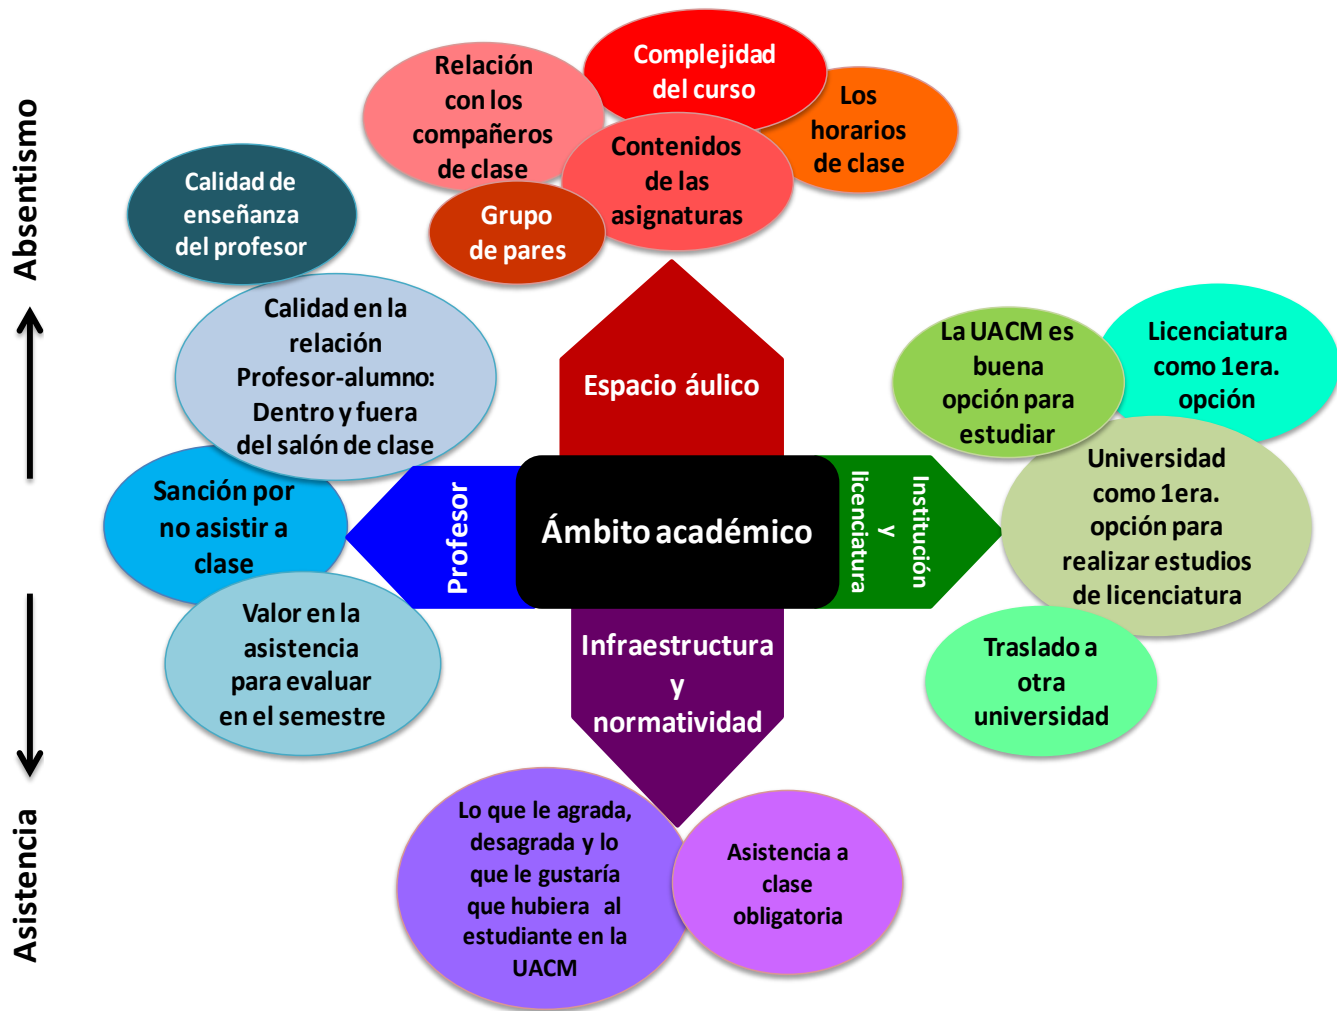 Absentismo
Asistencia
Relación
con los
compañeros
de clase
Complejidad
del curso
Los
horarios
de clase
Contenidos
de las
asignaturas
Grupo
de pares
Calidad de
enseñanza
del profesor
Calidad en la
relación
Profesor-alumno:
Dentro y fuera
del salón de clase
Sanción por
no asistir a
clase
Valor en la
asistencia
para evaluar
en el semestre
Espacio áulico
Profesor
Ámbito académico
Institución
y
licenciatura
Infraestructura
y
normatividad
La UACM es
buena
opción para
estudiar
Licenciatura
como 1era.
opción
Universidad
como 1era.
opción para
realizar estudios
de licenciatura
Traslado a
otra
universidad
Lo que le agrada,
desagrada y lo
que le gustaría
que hubiera al
estudiante en la
UACM
Asistencia a
clase
obligatoria